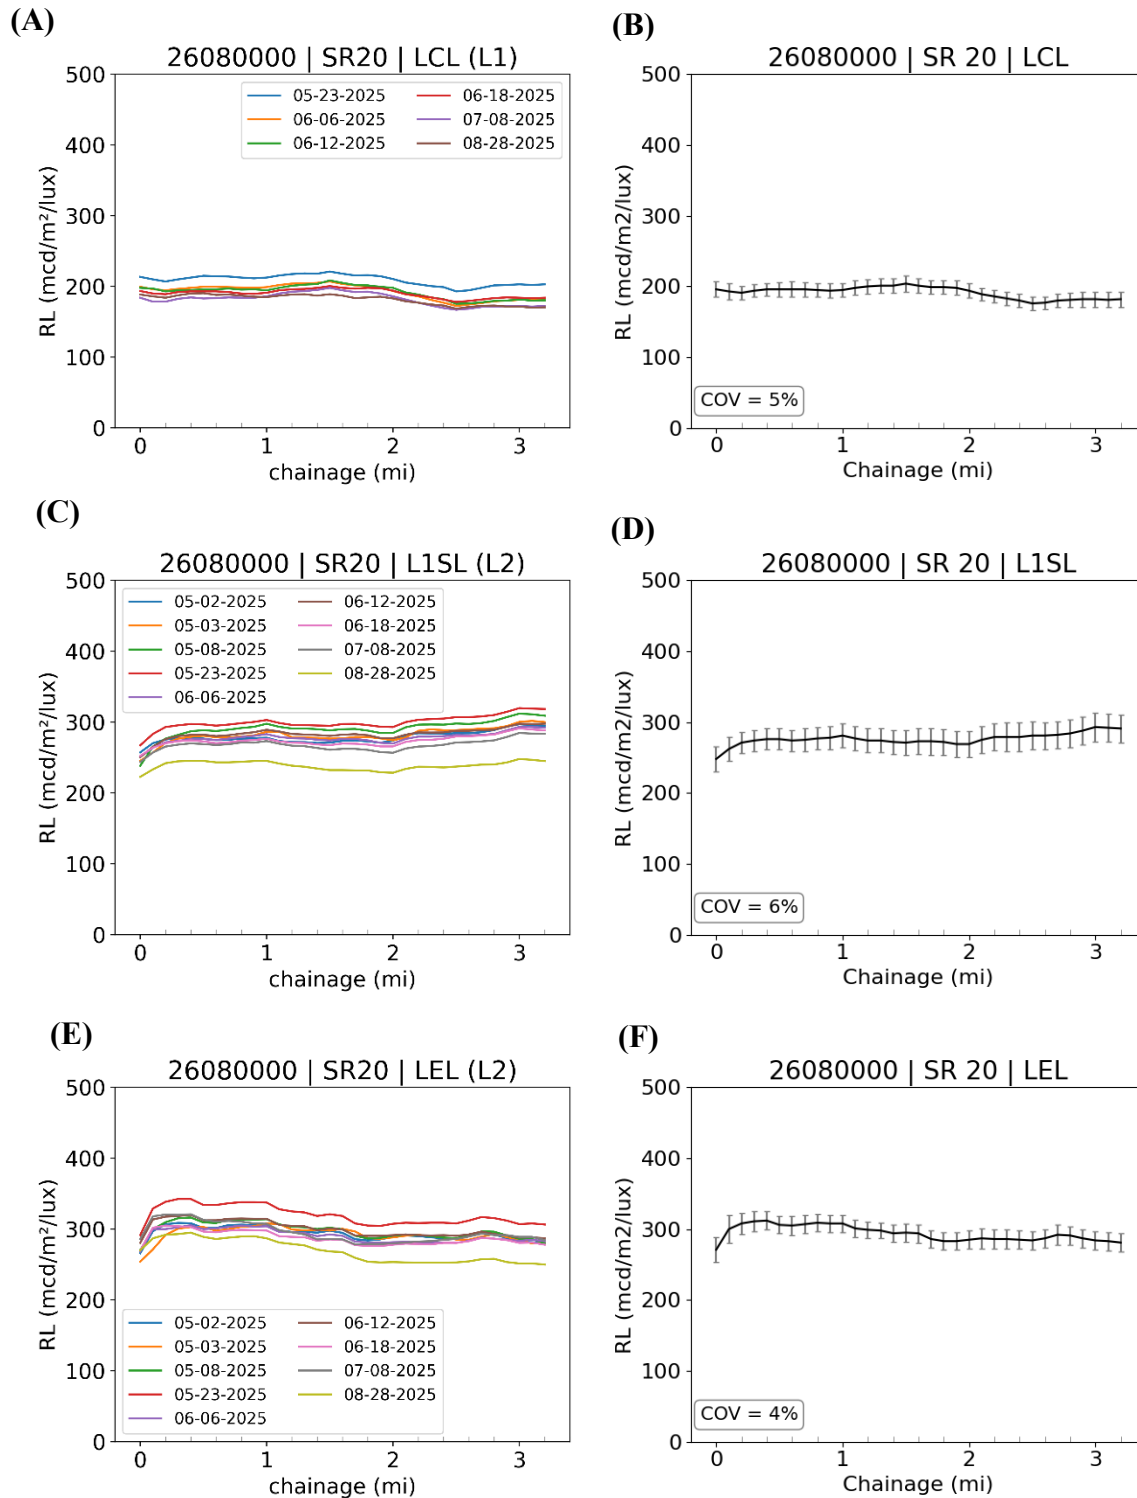 (A)
26080000 | SR20 | LCL (L1)
500
400
300
200
100
0
RL (mcd/m²/lux)
05-23-2025
06-06-2025
06-12-2025
06-18-2025
07-08-2025
08-28-2025
0 1 2 3
chainage (mi)
(B)
26080000 | SR 20 | LCL
500
400
300
200
100
0
RL (mcd/m2/lux)
COV = 5%
0 1 2 3
Chainage (mi)
(C)
26080000 | SR20 | L1SL (L2)
500
400
300
200
100
0
RL (mcd/m²/lux)
05-02-2025
05-03-2025
05-08-2025
05-23-2025
06-06-2025
06-12-2025
06-18-2025
07-08-2025
08-28-2025
0 1 2 3
chainage (mi)
(D)
26080000 | SR 20 | L1SL
500
400
300
200
100
0
RL (mcd/m2/lux)
COV = 6%
0 1 2 3
Chainage (mi)
(E)
26080000 | SR20 | LEL (L2)
500
400
300
200
100
0
RL (mcd/m²/lux)
05-02-2025
05-03-2025
05-08-2025
05-23-2025
06-06-2025
06-12-2025
06-18-2025
07-08-2025
08-28-2025
0 1 2 3
chainage (mi)
(F)
26080000 | SR 20 | LEL
500
400
300
200
100
0
RL (mcd/m2/lux)
COV = 4%
0 1 2 3
Chainage (mi)